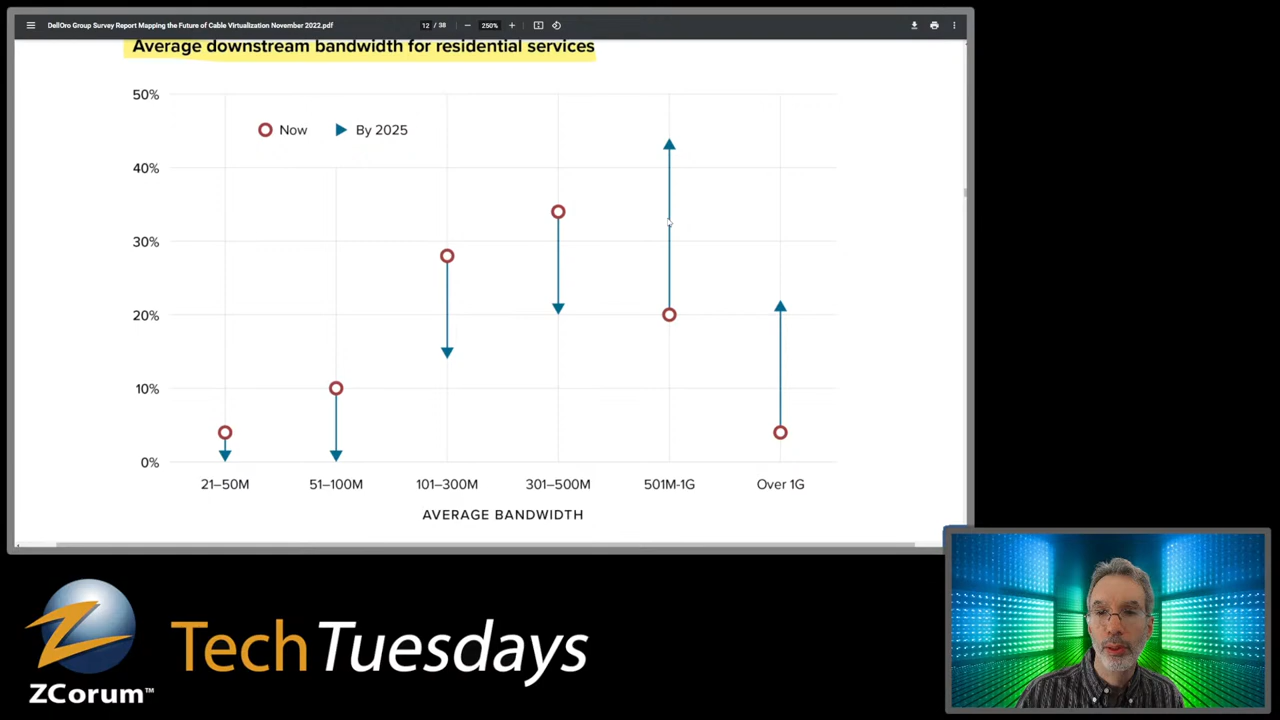 DellOro Group Survey Report Mapping the Future of Cable Virtualization November 2022.pdf
12 / 38
250%
Average downstream bandwidth for residential services
50%
Now
By 2025
40%
30%
20%
10%
0%
21–50M
51–100M
101–300M
301–500M
501M-1G
Over 1G
AVERAGE BANDWIDTH
Z
ZCorum™
TechTuesdays